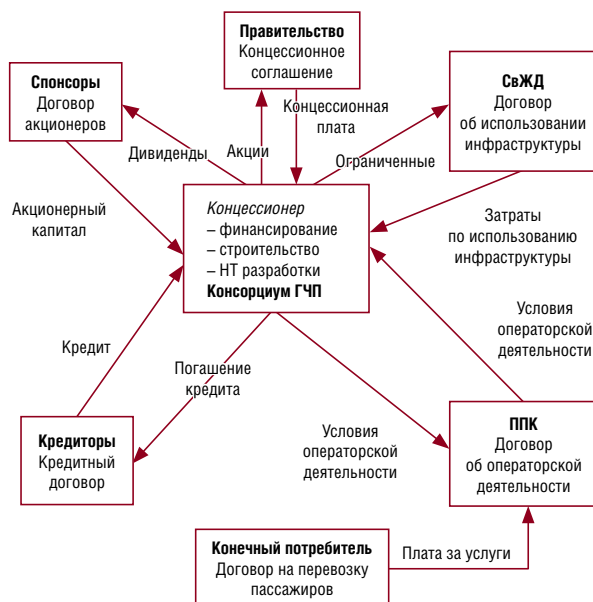 Правительство
Концессионное
соглашение
Спонсоры
Договор
акционеров
СвЖД
Договор
об использовании
инфраструктуры
Концессионная
плата
Дивиденды
Акции
Ограниченные
Акционерный
капитал
Концессионер
– финансирование
– строительство
– НТ разработки
Консорциум ГЧП
Затраты
по использованию
инфраструктуры
Кредит
Погашение
кредита
Условия
операторской
деятельности
Условия
операторской
деятельности
Кредиторы
Кредитный
договор
ППК
Договор
об операторской
деятельности
Конечный потребитель
Договор на перевозку
пассажиров
Плата за услуги